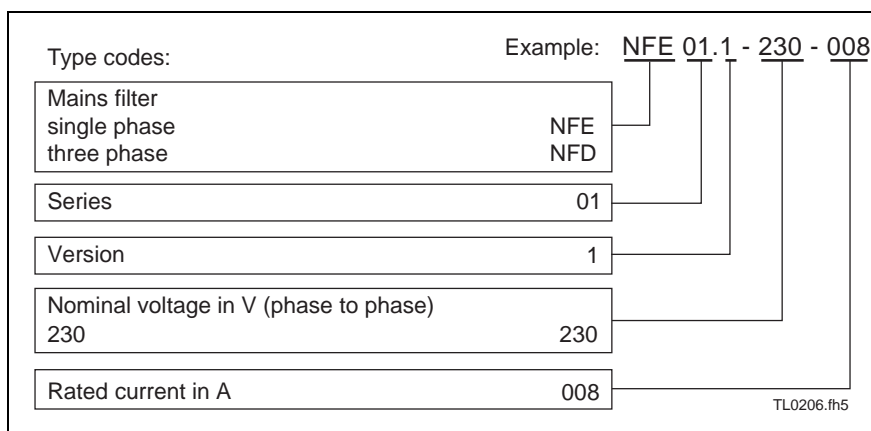 Type codes:
Example: NFE 01.1 - 230 - 008
Mains filter
single phase NFE
three phase NFD
Series 01
Version 1
Nominal voltage in V (phase to phase)
230 230
Rated current in A 008
TL0206.fh5